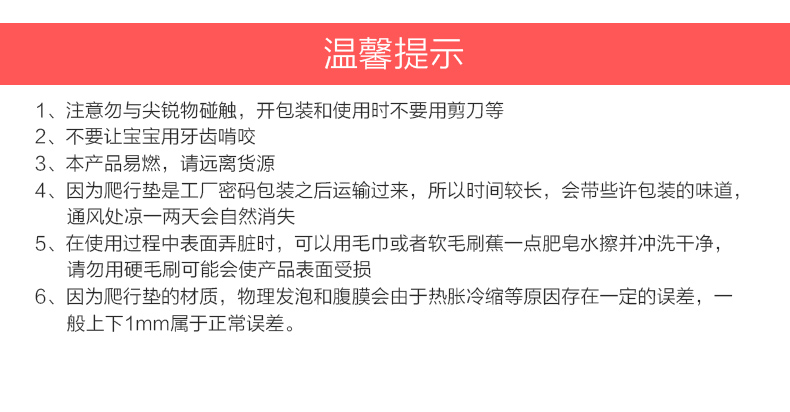 温馨提示
1、注意勿与尖锐物碰触，开包装和使用时不要用剪刀等
2、不要让宝宝用牙齿啃咬
3、本产品易燃，请远离货源
4、因为爬行垫是工厂密码包装之后运输过来，所以时间较长，会带些许包装的味道，
通风处凉一两天会自然消失
5、在使用过程中表面弄脏时，可以用毛巾或者软毛刷蕉一点肥皂水擦并冲洗干净，
请勿用硬毛刷可能会使产品表面受损
6、因为爬行垫的材质，物理发泡和腹膜会由于热胀冷缩等原因存在一定的误差，一
般上下1mm属于正常误差。